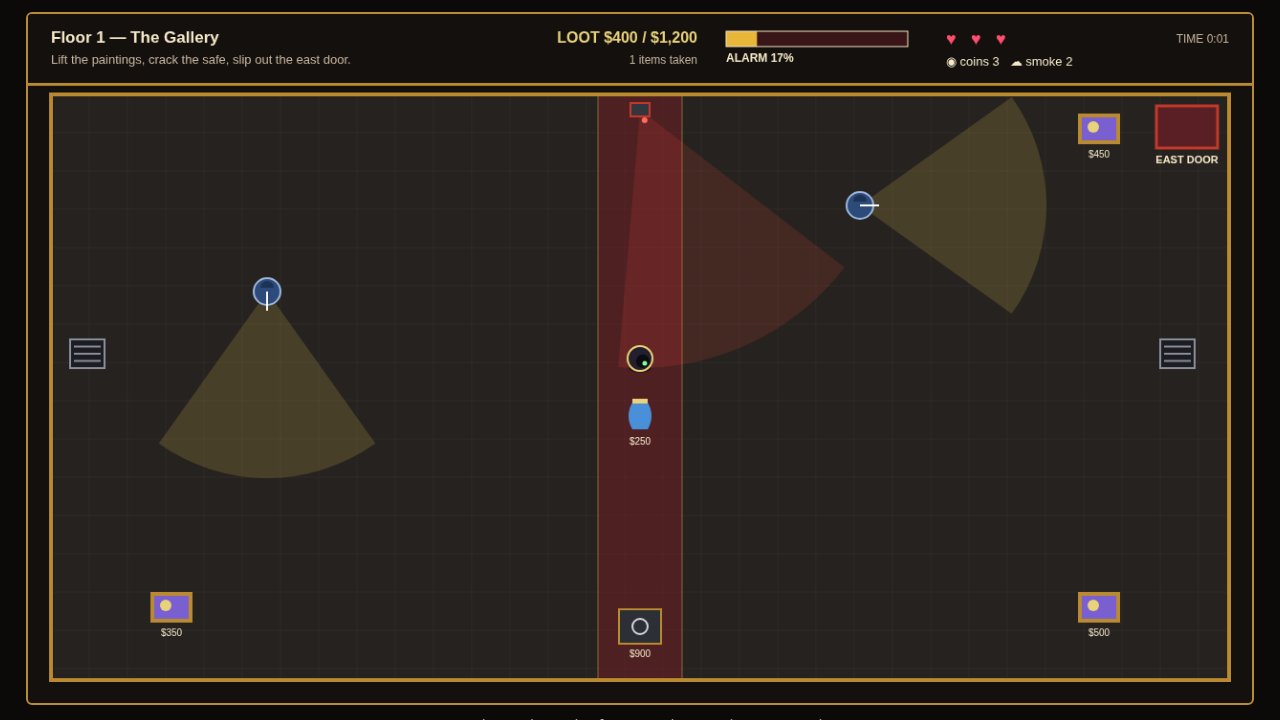 Floor 1 — The Gallery
Lift the paintings, crack the safe, slip out the east door.
LOOT $400 / $1,200
1 items taken
ALARM 17%
♥ ♥ ♥
◉ coins 3 ☁ smoke 2
TIME 0:01
$450
EAST DOOR
$250
$350
$900
$500